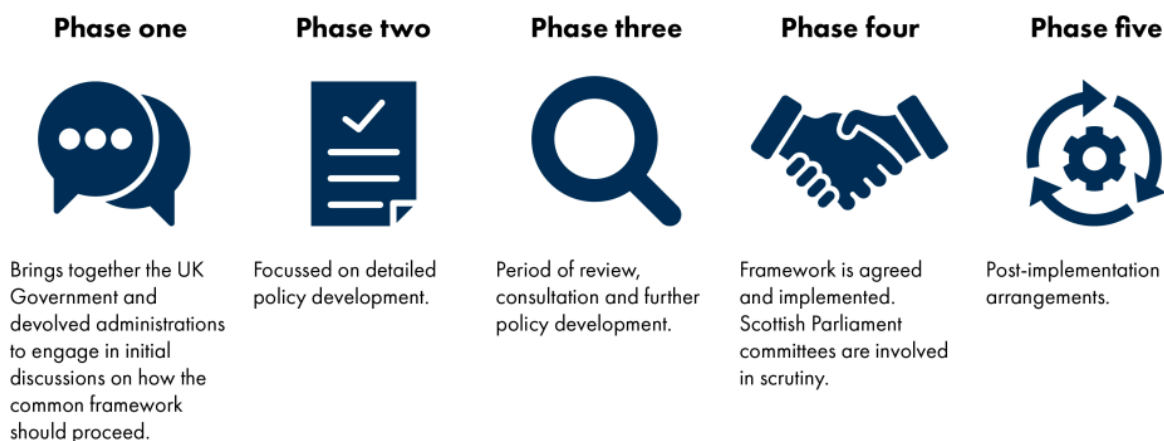 Phase one
Brings together the UK
Government and
devolved administrations
to engage in initial
discussions on how the
common framework
should proceed.
Phase two
Focussed on detailed
policy development.
Phase three
Period of review,
consultation and further
policy development.
Phase four
Framework is agreed
and implemented.
Scottish Parliament
committees are involved
in scrutiny.
Phase five
Post-implementation
arrangements.